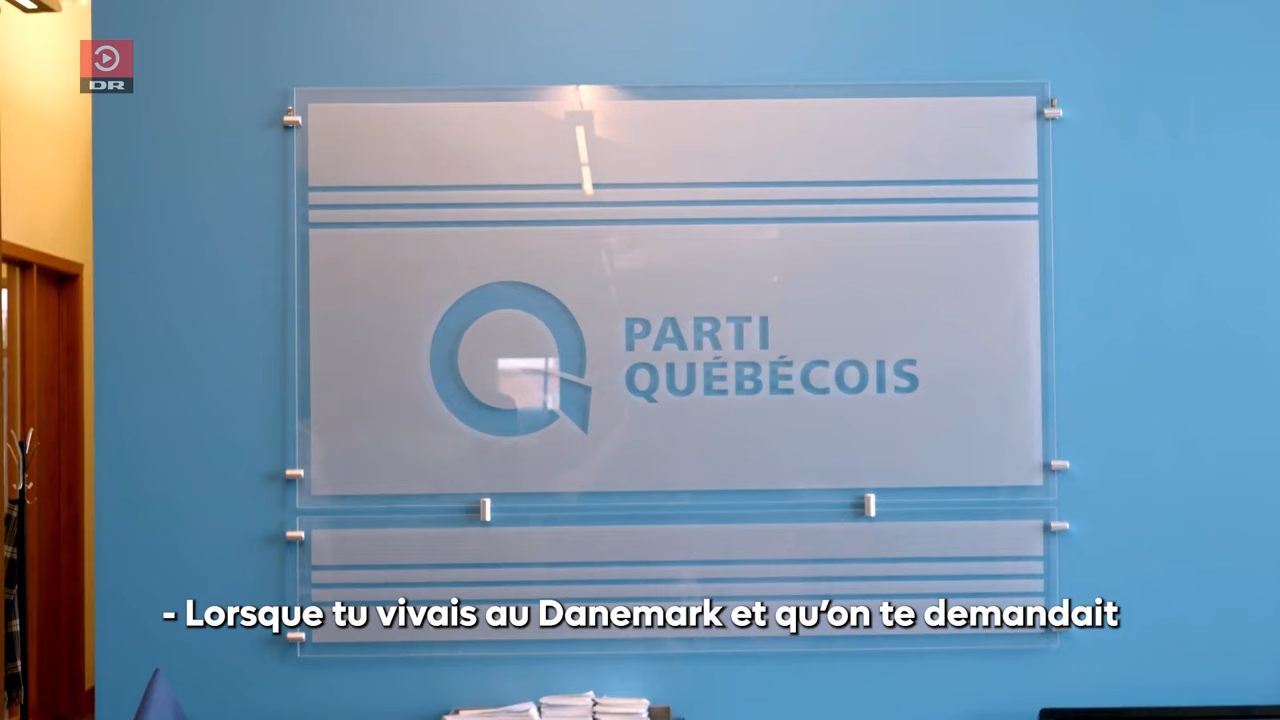 DR
PARTI
QUÉBÉCOIS
- Lorsque tu vivais au Danemark et qu'on te demandait